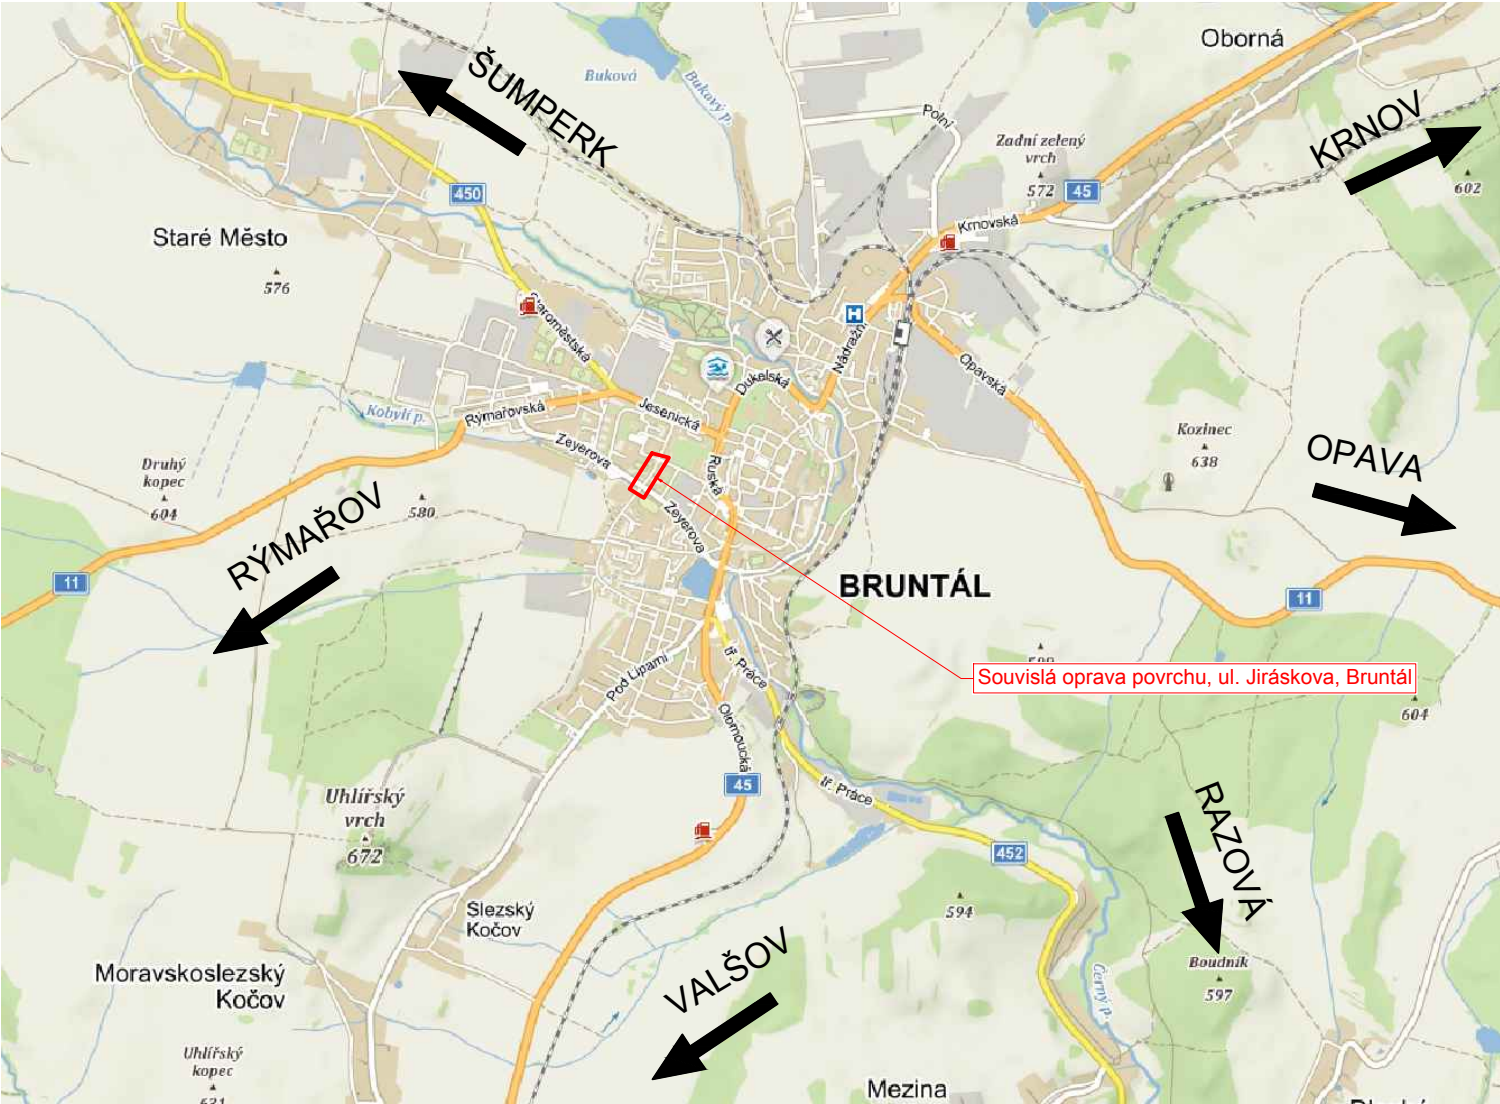 Oborná
ŠUMPERK
Buková
Bukový p.
Polní
Zadní zelený
vrch
572
45
KRNOV
602
450
Staré Město
576
Krnovská
Staroměstská
H
Nádražní
Dukelská
Opavská
Jesenická
Rýmařovská
Kobylí p.
Zeyerova
Ruská
Kozinec
638
OPAVA
Druhý
kopec
604
580
RÝMAŘOV
Zeyerova
11
BRUNTÁL
11
Souvislá oprava povrchu, ul. Jiráskova, Bruntál
604
Pod Lipami
tř. Práce
Olomoucká
45
tř. Práce
RAZOVÁ
Uhlířský
vrch
672
452
594
Slezský
Kočov
Moravskoslezský
Kočov
VALŠOV
Černý p.
Boudník
597
Uhlířský
kopec
631
Mezina